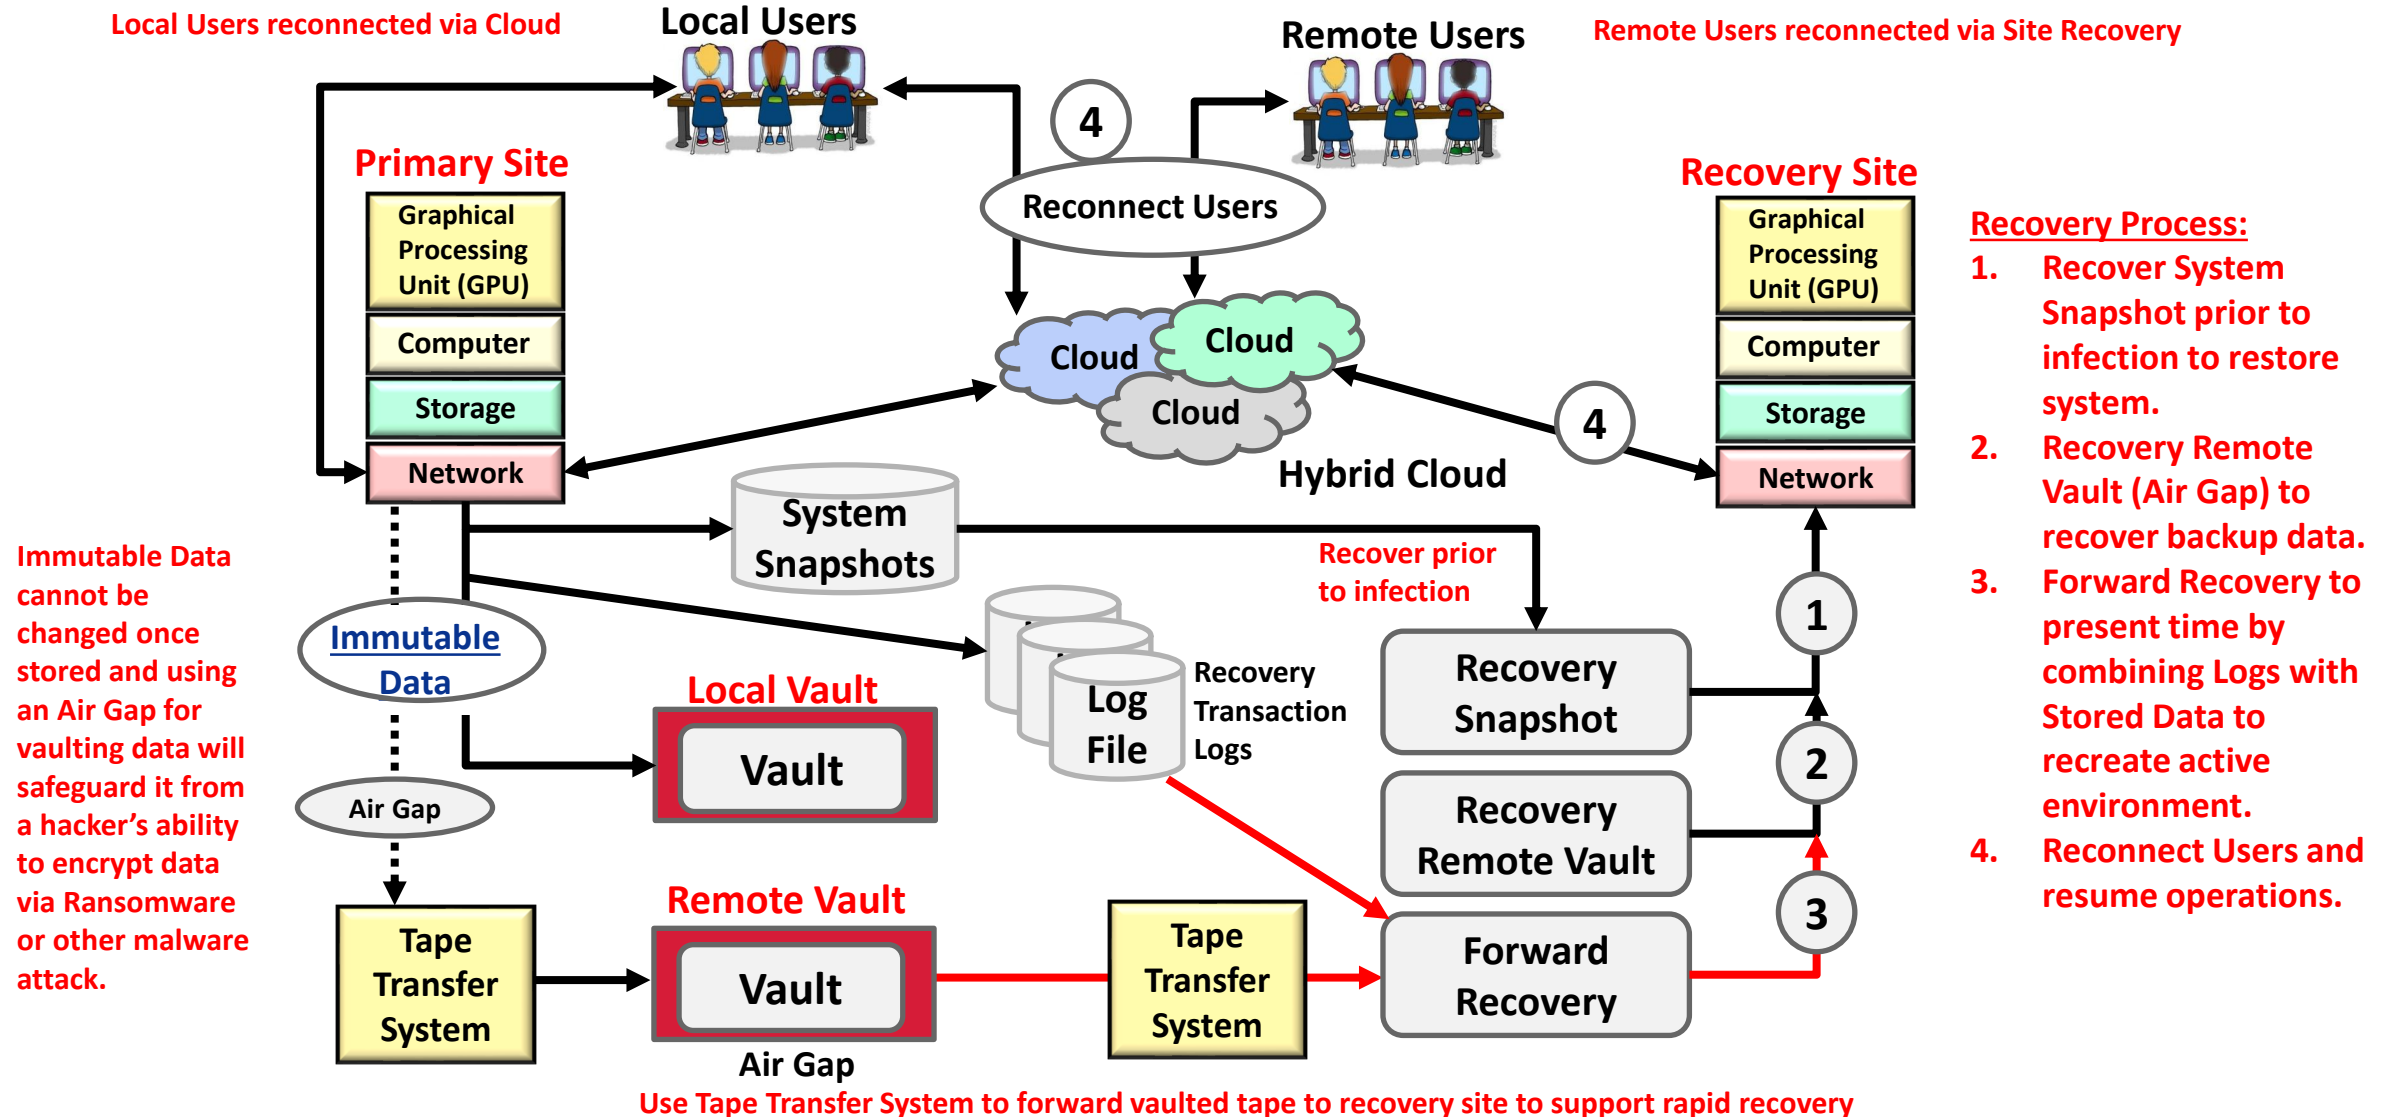 Local Users reconnected via Cloud
Local Users
Remote Users
Remote Users reconnected via Site Recovery
4
Reconnect Users
Primary Site
Graphical
Processing
Unit (GPU)
Computer
Storage
Network
Cloud
Cloud
Cloud
Hybrid Cloud
4
Recovery Site
Graphical
Processing
Unit (GPU)
Computer
Storage
Network
Recovery Process:
1. Recover System
Snapshot prior to
infection to restore
system.
2. Recovery Remote
Vault (Air Gap) to
recover backup data.
3. Forward Recovery to
present time by
combining Logs with
Stored Data to
recreate active
environment.
4. Reconnect Users and
resume operations.
Immutable Data
cannot be
changed once
stored and using
an Air Gap for
vaulting data will
safeguard it from
a hacker's ability
to encrypt data
via Ransomware
or other malware
attack.
System
Snapshots
Recover prior
to infection
Immutable
Data
Air Gap
Local Vault
Vault
Log
File
Recovery
Transaction
Logs
Recovery
Snapshot
1
2
Recovery
Remote Vault
3
Forward
Recovery
Tape
Transfer
System
Remote Vault
Vault
Air Gap
Tape
Transfer
System
Use Tape Transfer System to forward vaulted tape to recovery site to support rapid recovery